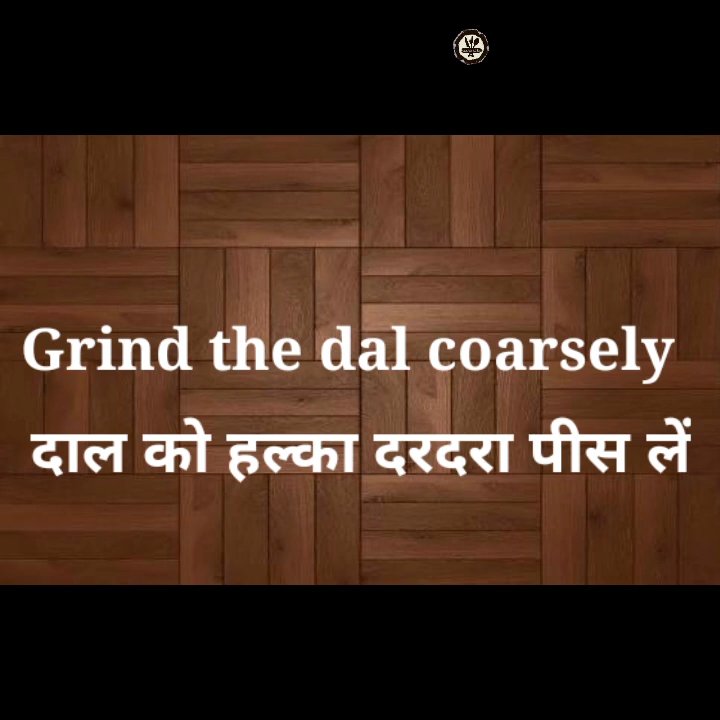 Grind the dal coarsely
दाल को हल्का दरदरा पीस लें